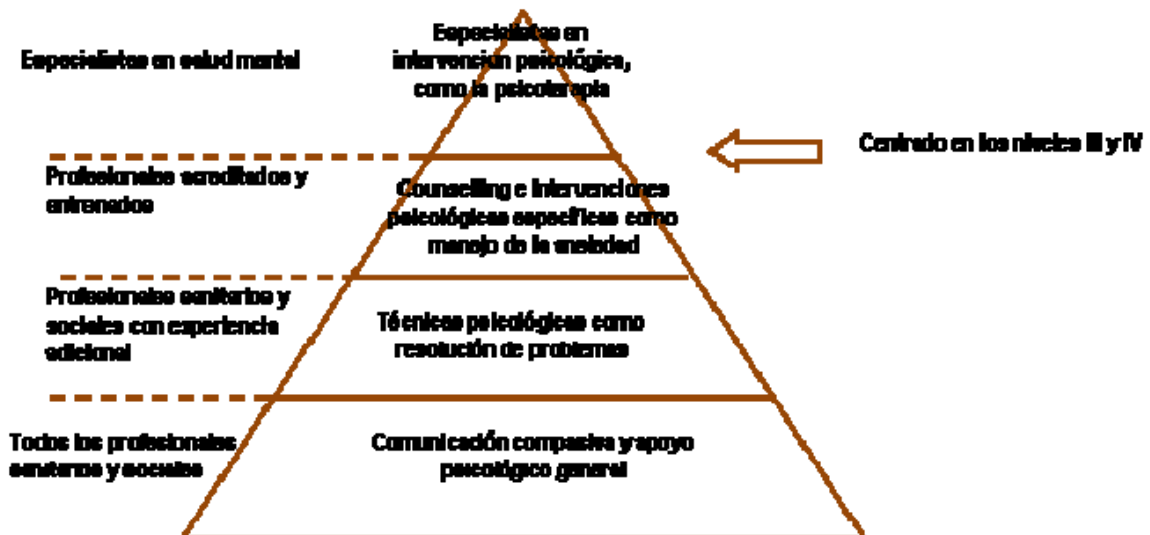 Especialistas en salud mental
Especialistas en
intervención psicológica,
como la psicoterapia
Centrado en los niveles III y IV
Profesionales acreditados y
entrenados
Counselling e intervenciones
psicológicas específicas como
manejo de la ansiedad
Profesionales sanitarios y
sociales con experiencia
adicional
Técnicas psicológicas como
resolución de problemas
Todos los profesionales
sanitarios y sociales
Comunicación compasiva y apoyo
psicológico general